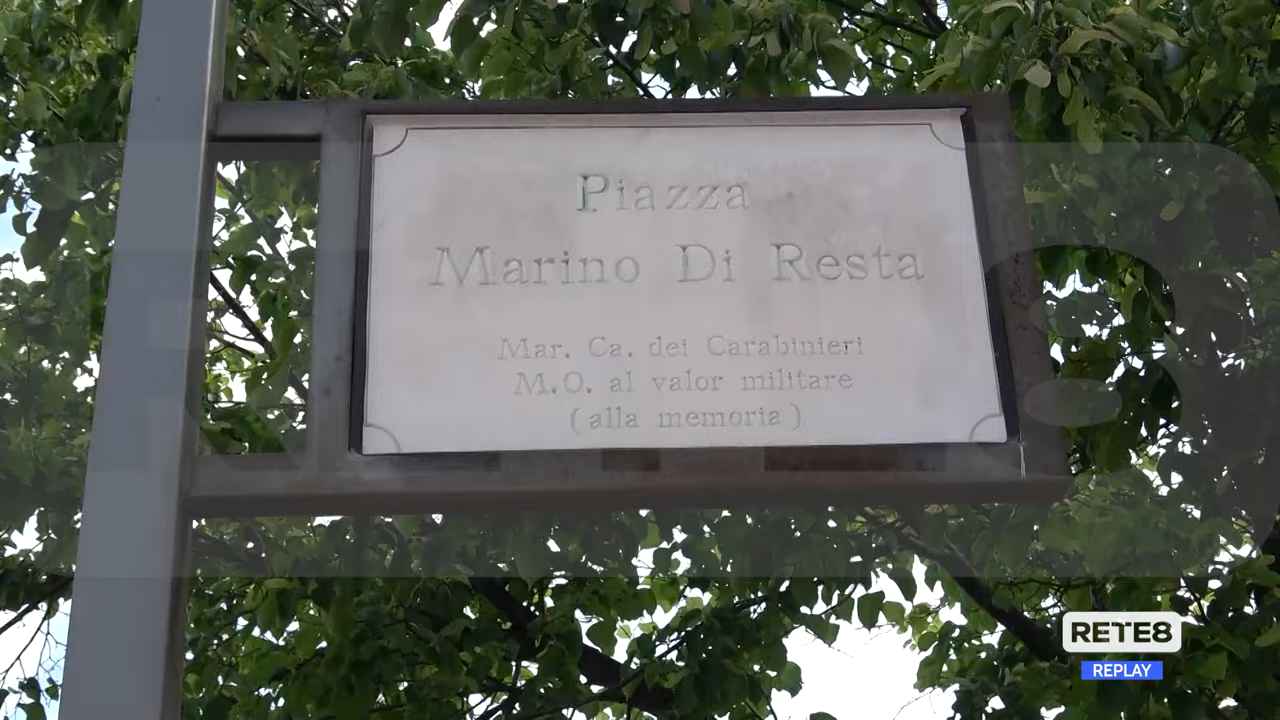 Piazza
Marino Di Resta
Mar. Ca. dei Carabinieri
M.O. al valor militare
(alla memoria)
RETE8
REPLAY